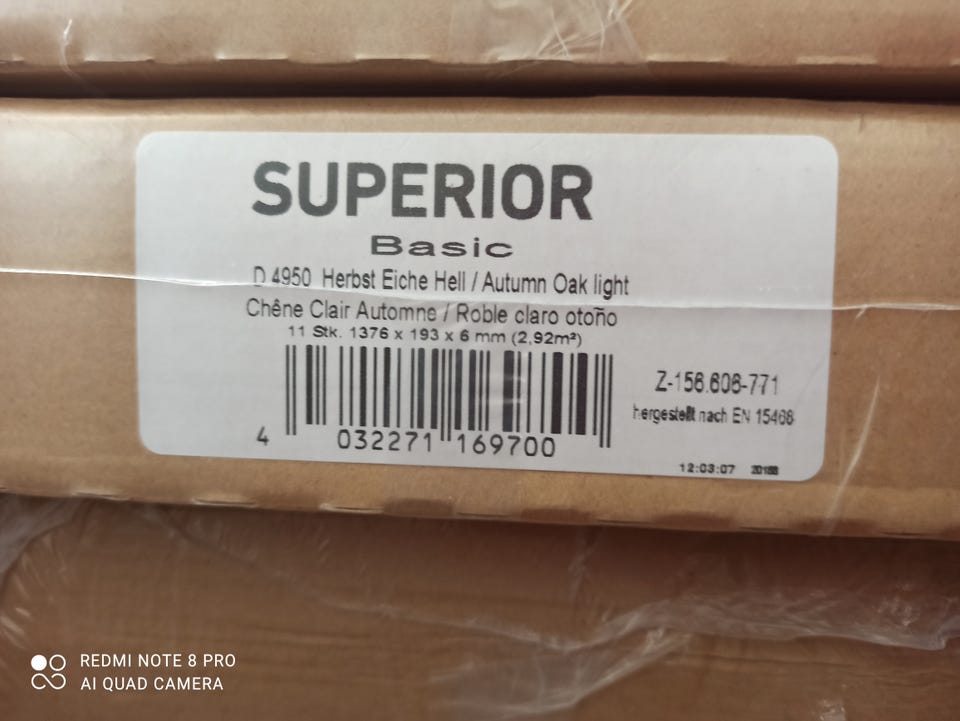 SUPERIOR
Basic
D 4950 Herbst Eiche Hell / Autumn Oak light
Chêne Clair Automne / Roble claro otoño
11 Stk. 1376 x 193 x 6 mm (2,92m²)
Z-156.606-771
hergestellt nach EN 15468
4 032271 169700
12:03:07
REDMI NOTE 8 PRO
AI QUAD CAMERA